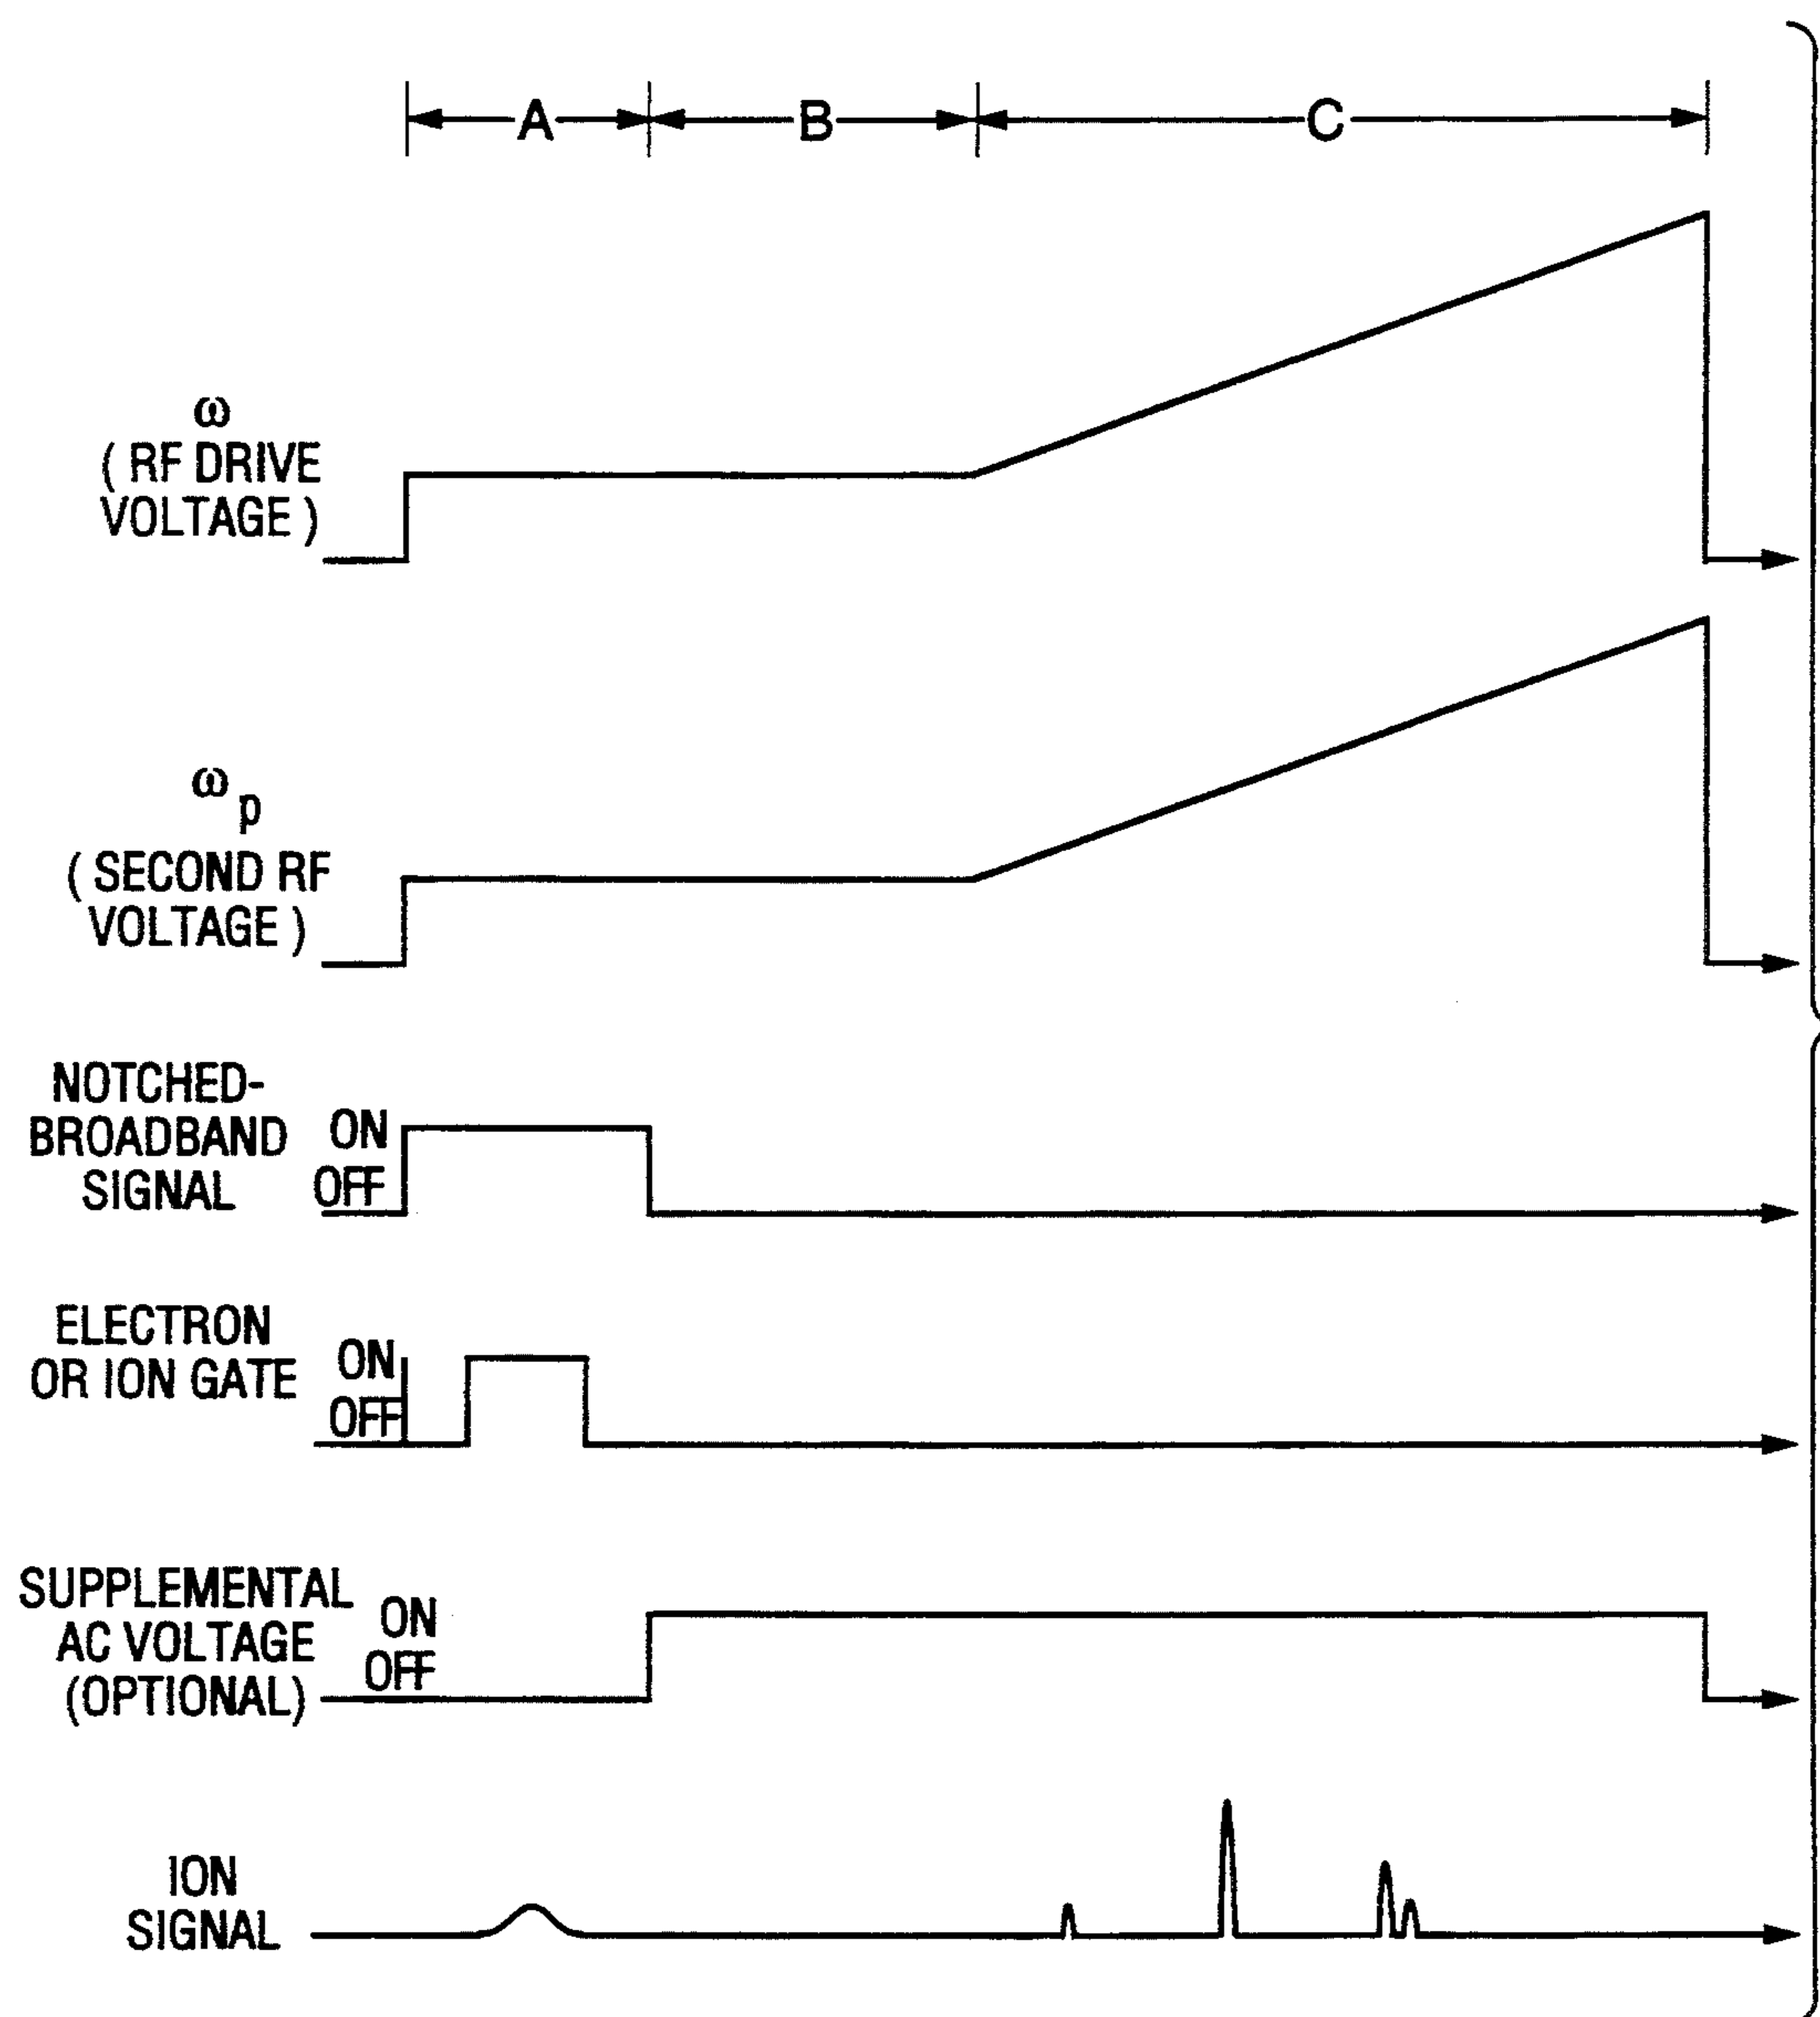 A B C
ω
( RF DRIVE
VOLTAGE )
ω p
( SECOND RF
VOLTAGE )
NOTCHED-
BROADBAND
SIGNAL
ON
OFF
ELECTRON
OR ION GATE
ON
OFF
SUPPLEMENTAL
AC VOLTAGE
(OPTIONAL)
ON
OFF
ION
SIGNAL